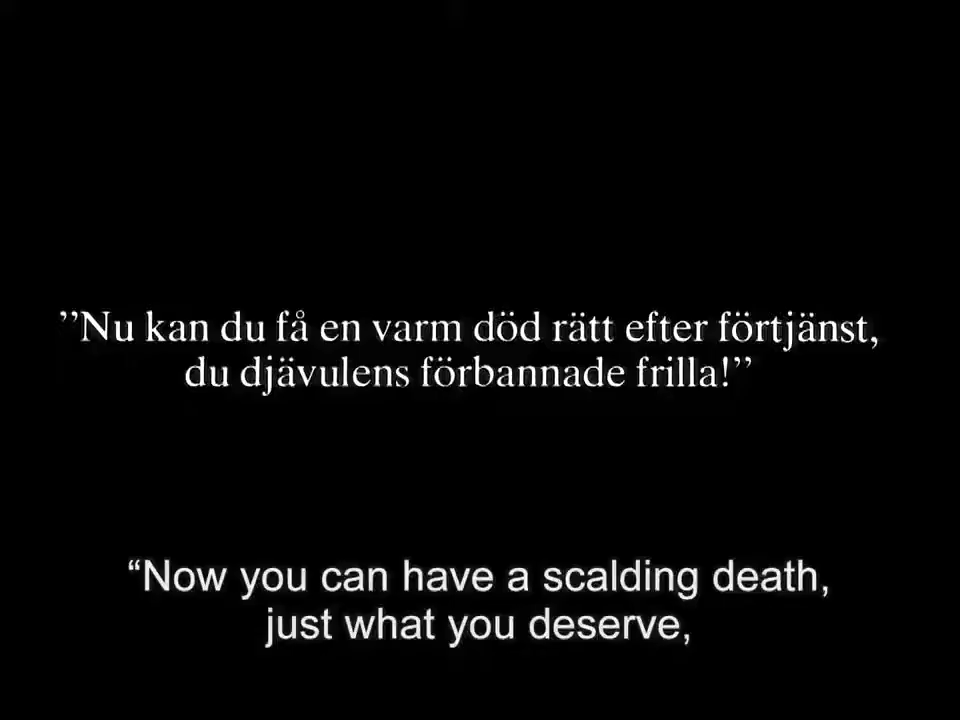 ”Nu kan du få en varm död rätt efter förtjänst,
du djävulens förbannade frilla!”
“Now you can have a scalding death,
just what you deserve,